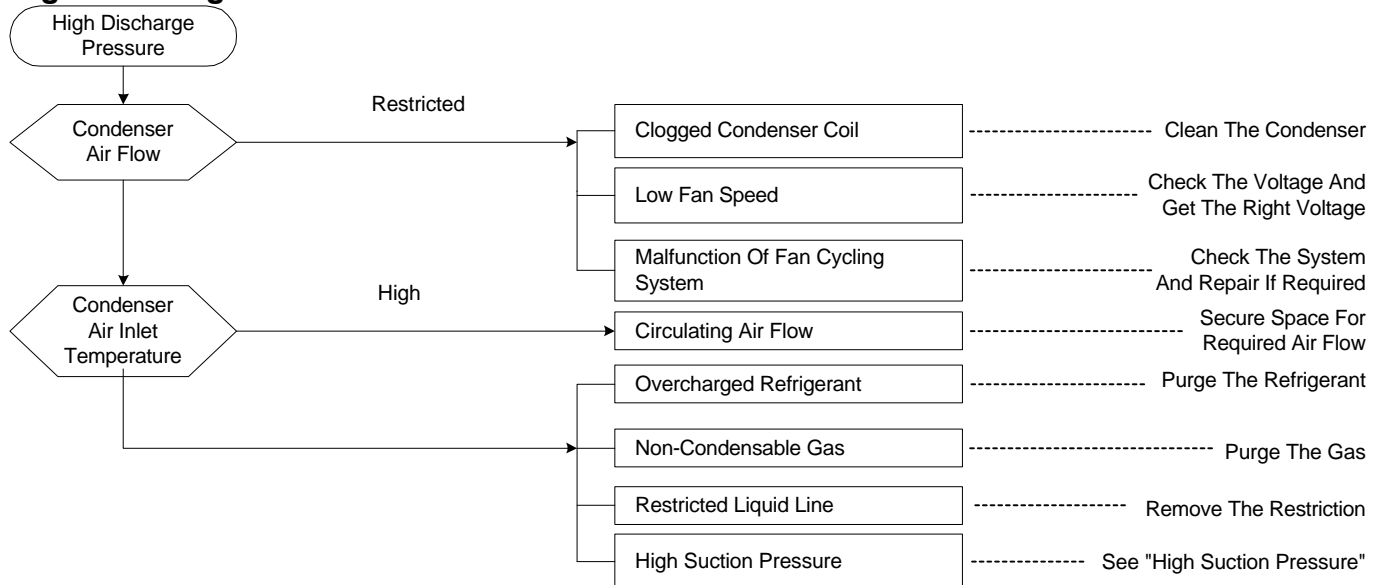 High Discharge
Pressure
Restricted
Condenser
Air Flow
Clogged Condenser Coil
Clean The Condenser
Low Fan Speed
Check The Voltage And
Get The Right Voltage
Malfunction Of Fan Cycling
System
Check The System
And Repair If Required
High
Condenser
Air Inlet
Temperature
Circulating Air Flow
Secure Space For
Required Air Flow
Overcharged Refrigerant
Purge The Refrigerant
Non-Condensable Gas
Purge The Gas
Restricted Liquid Line
Remove The Restriction
High Suction Pressure
See "High Suction Pressure"